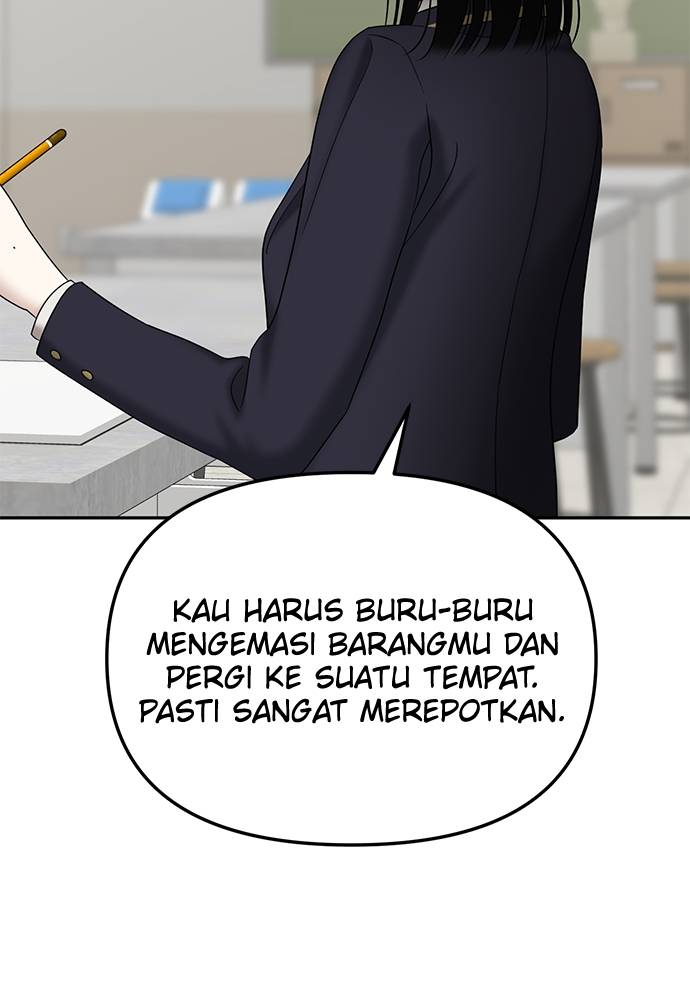 KAU HARUS BURU-BURU
MENGEMASI BARANGMU DAN
PERGI KE SUATU TEMPAT.
PASTI SANGAT MEREPOTKAN.